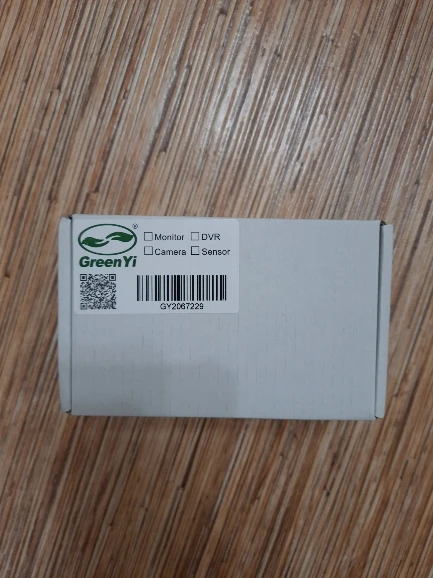 ®
☐ Monitor ☐ DVR
☐ Camera ☐ Sensor
GreenYi
GY2067229